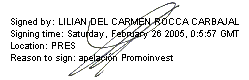 Signed by: LILIAN DEL CARMEN ROCCA CARBAJAL
Signing time: Saturday, February 26 2005, 0:5:57 GMT
Location: PRES
Reason to sign: apelación Promoinvest